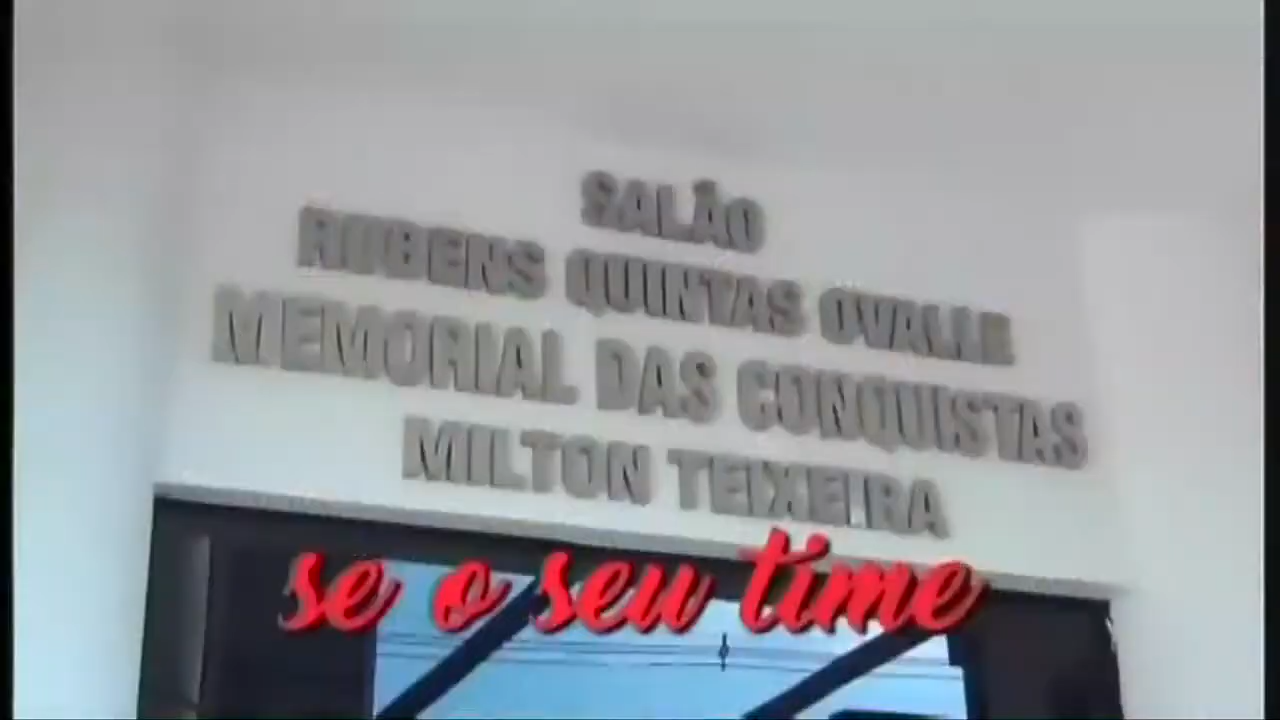 SALÃO
RUBENS QUINTAS OVALLE
MEMORIAL DAS CONQUISTAS
MILTON TEIXEIRA
se o seu time